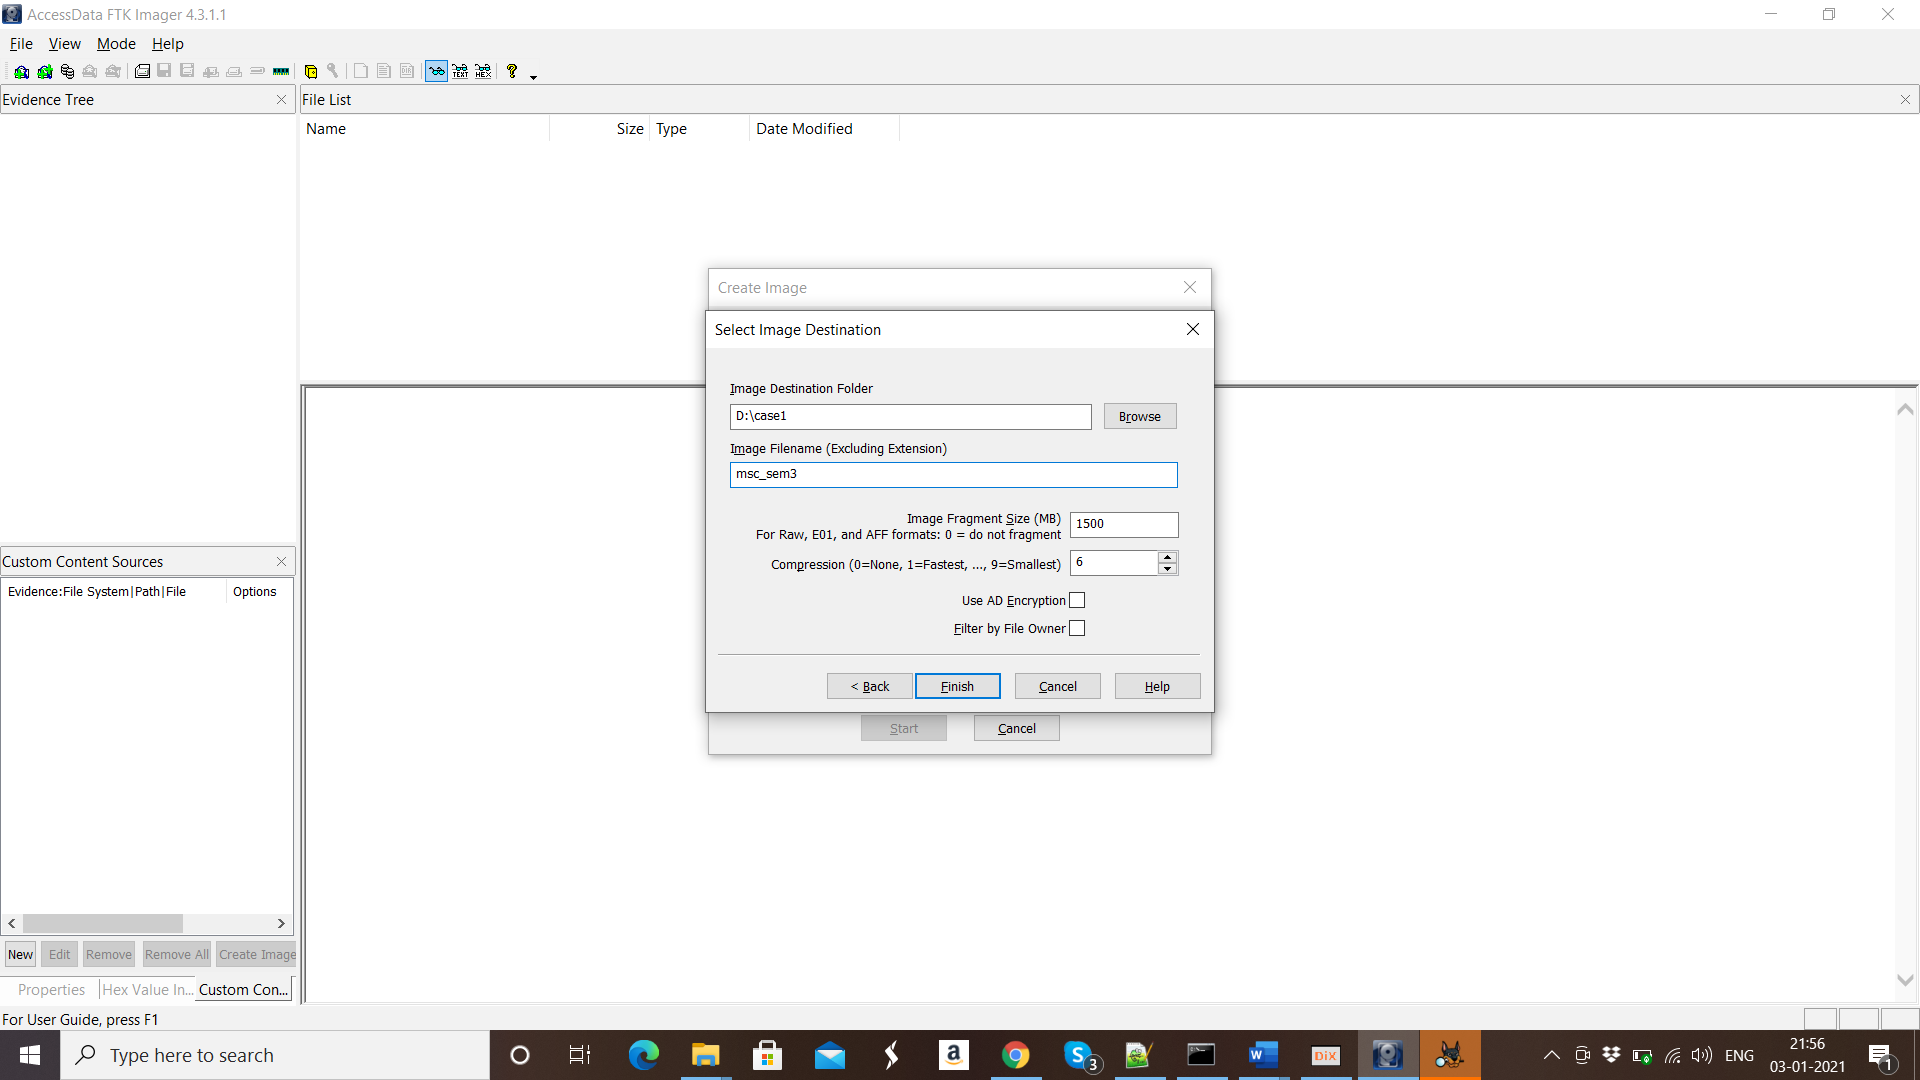 AccessData FTK Imager 4.3.1.1
File View Mode Help
TEXT HEX
Evidence Tree
File List
Name Size Type Date Modified
Create Image
Select Image Destination
Image Destination Folder
D:\case1 Browse
Image Filename (Excluding Extension)
msc_sem3
Image Fragment Size (MB) 1500
For Raw, E01, and AFF formats: 0 = do not fragment
Compression (0=None, 1=Fastest, ..., 9=Smallest) 6
Use AD Encryption
Filter by File Owner
< Back Finish Cancel Help
Start Cancel
Custom Content Sources
Evidence:File System|Path|File Options
New Edit Remove Remove All Create Image
Properties Hex Value In... Custom Con...
For User Guide, press F1
Type here to search
a
3
DiX
ENG
21:56
03-01-2021
1